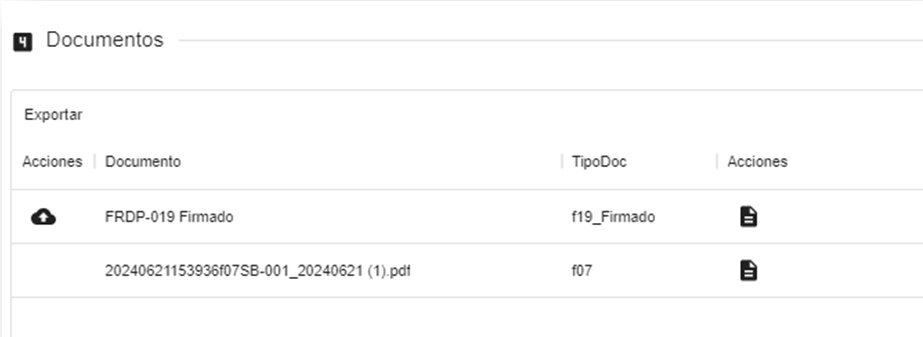 4 Documentos
Exportar
Acciones Documento TipoDoc Acciones
FRDP-019 Firmado f19_Firmado
20240621153936f07SB-001_20240621 (1).pdf f07